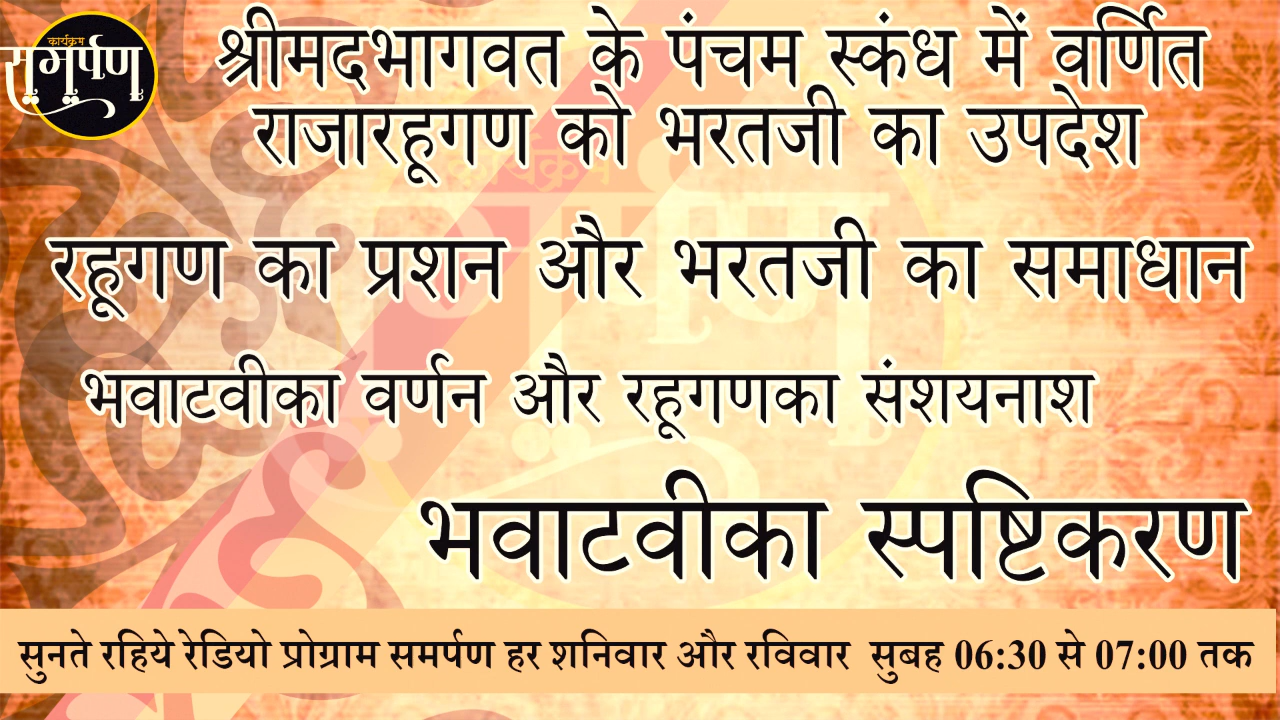 कार्यक्रम
समर्पण
श्रीमदभागवत के पंचम स्कंध में वर्णित
राजारहूगण को भरतजी का उपदेश
रहूगण का प्रशन और भरतजी का समाधान
भवाटवीका वर्णन और रहूगणका संशयनाश
भवाटवीका स्पष्टिकरण
सुनते रहिये रेडियो प्रोग्राम समर्पण हर शनिवार और रविवार सुबह 06:30 से 07:00 तक